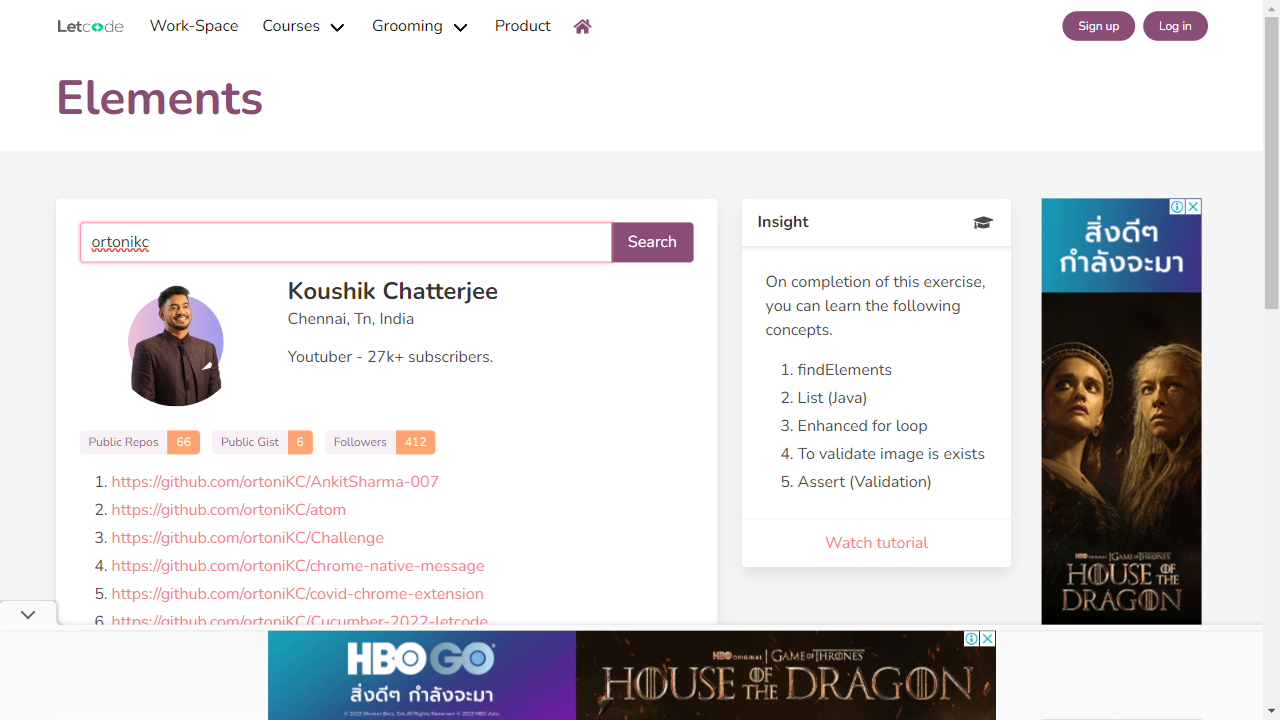 Letcode Work-Space Courses Grooming Product Sign up Log in
Elements
ortonikc Search
Koushik Chatterjee
Chennai, Tn, India
Youtuber - 27k+ subscribers.
Public Repos 66 Public Gist 6 Followers 412
1. https://github.com/ortoniKC/AnkitSharma-007
2. https://github.com/ortoniKC/atom
3. https://github.com/ortoniKC/Challenge
4. https://github.com/ortoniKC/chrome-native-message
5. https://github.com/ortoniKC/covid-chrome-extension
6. https://github.com/ortoniKC/Cucumber-2022-letcode
Insight
On completion of this exercise,
you can learn the following
concepts.
1. findElements
2. List (Java)
3. Enhanced for loop
4. To validate image is exists
5. Assert (Validation)
Watch tutorial
สิ่งดีๆ
กำลังจะมา
HBO ORIGINAL | GAME OF THRONES
HOUSE OF THE DRAGON
HBO GO
สิ่งดีๆ กำลังจะมา
HBO ORIGINAL | GAME OF THRONES
HOUSE OF THE DRAGON